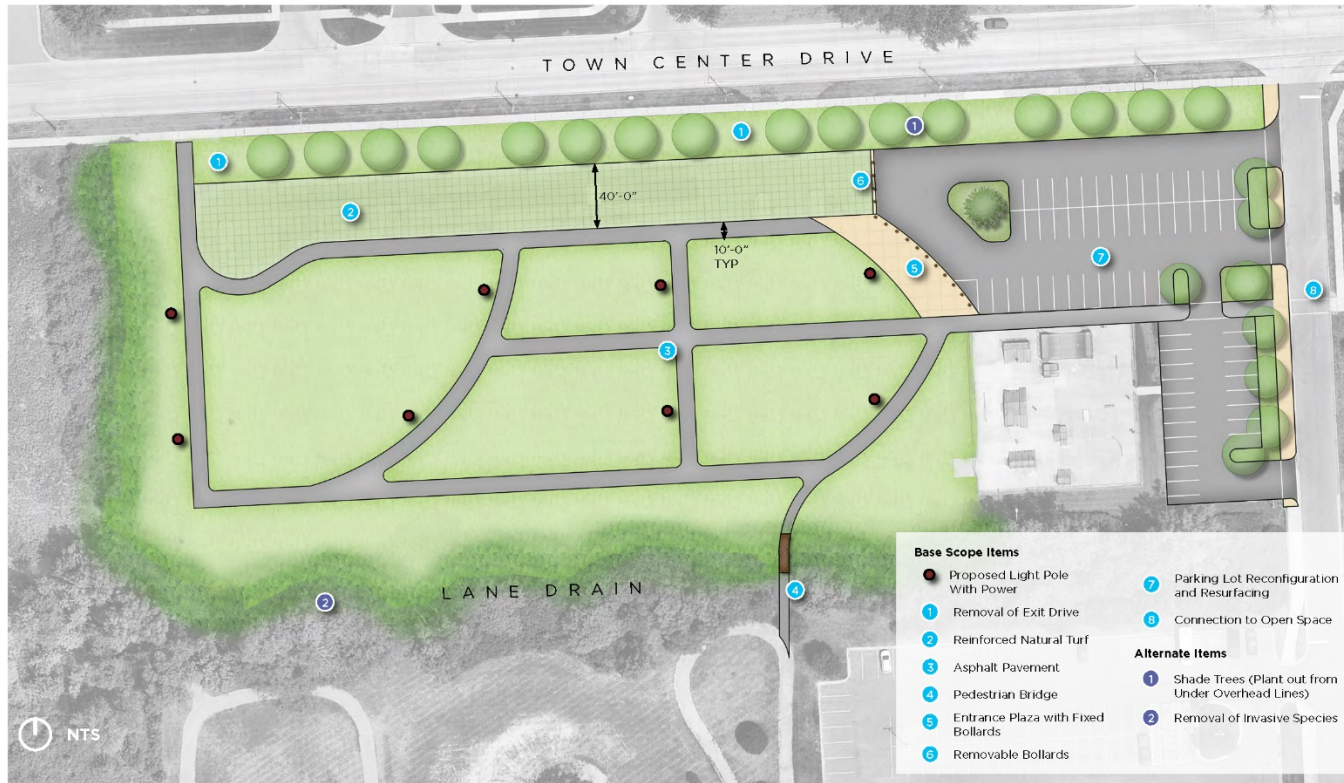 TOWN CENTER DRIVE
1
1
1
6
2
40'-0"
10'-0"
TYP
5
7
8
3
LANE DRAIN
2
4
NTS
Base Scope Items
Proposed Light Pole
With Power
1 Removal of Exit Drive
2 Reinforced Natural Turf
3 Asphalt Pavement
4 Pedestrian Bridge
5 Entrance Plaza with Fixed
Bollards
6 Removable Bollards
7 Parking Lot Reconfiguration
and Resurfacing
8 Connection to Open Space
Alternate Items
1 Shade Trees (Plant out from
Under Overhead Lines)
2 Removal of Invasive Species